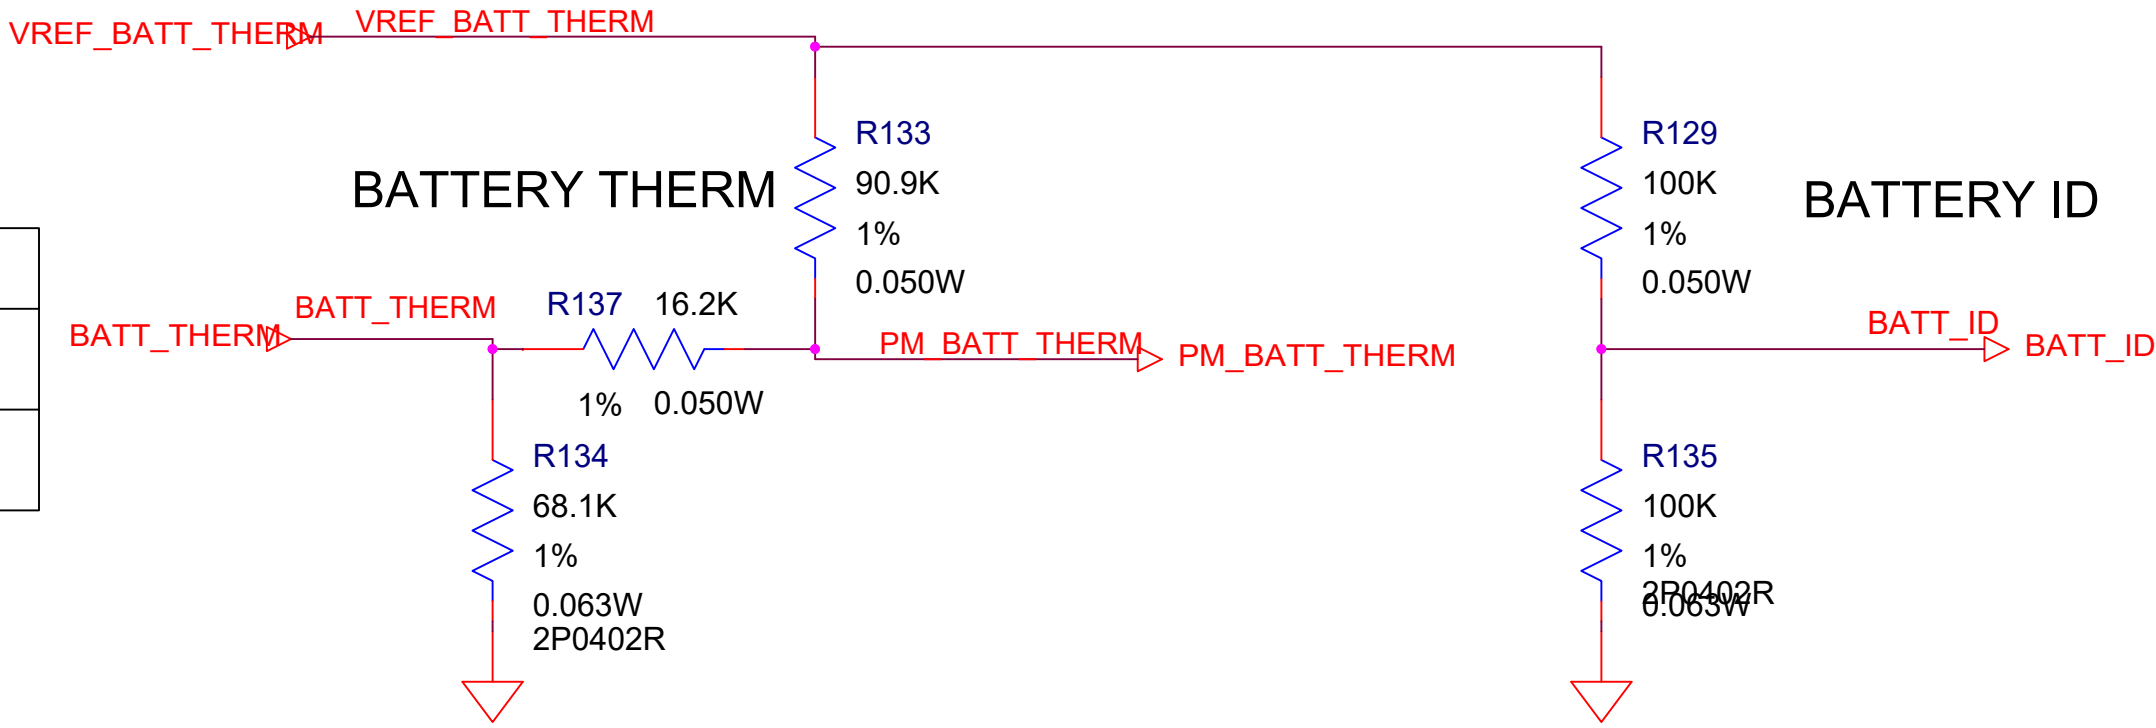 VREF_BATT_THERM
VREF_BATT_THERM
BATTERY THERM
R133
90.9K
1%
0.050W
R129
100K
1%
0.050W
BATTERY ID
BATT_THERM
BATT_THERM
R137 16.2K
1% 0.050W
PM_BATT_THERM
PM_BATT_THERM
BATT_ID
BATT_ID
R134
68.1K
1%
0.063W
2P0402R
R135
100K
1%
2P0402R
0.063W